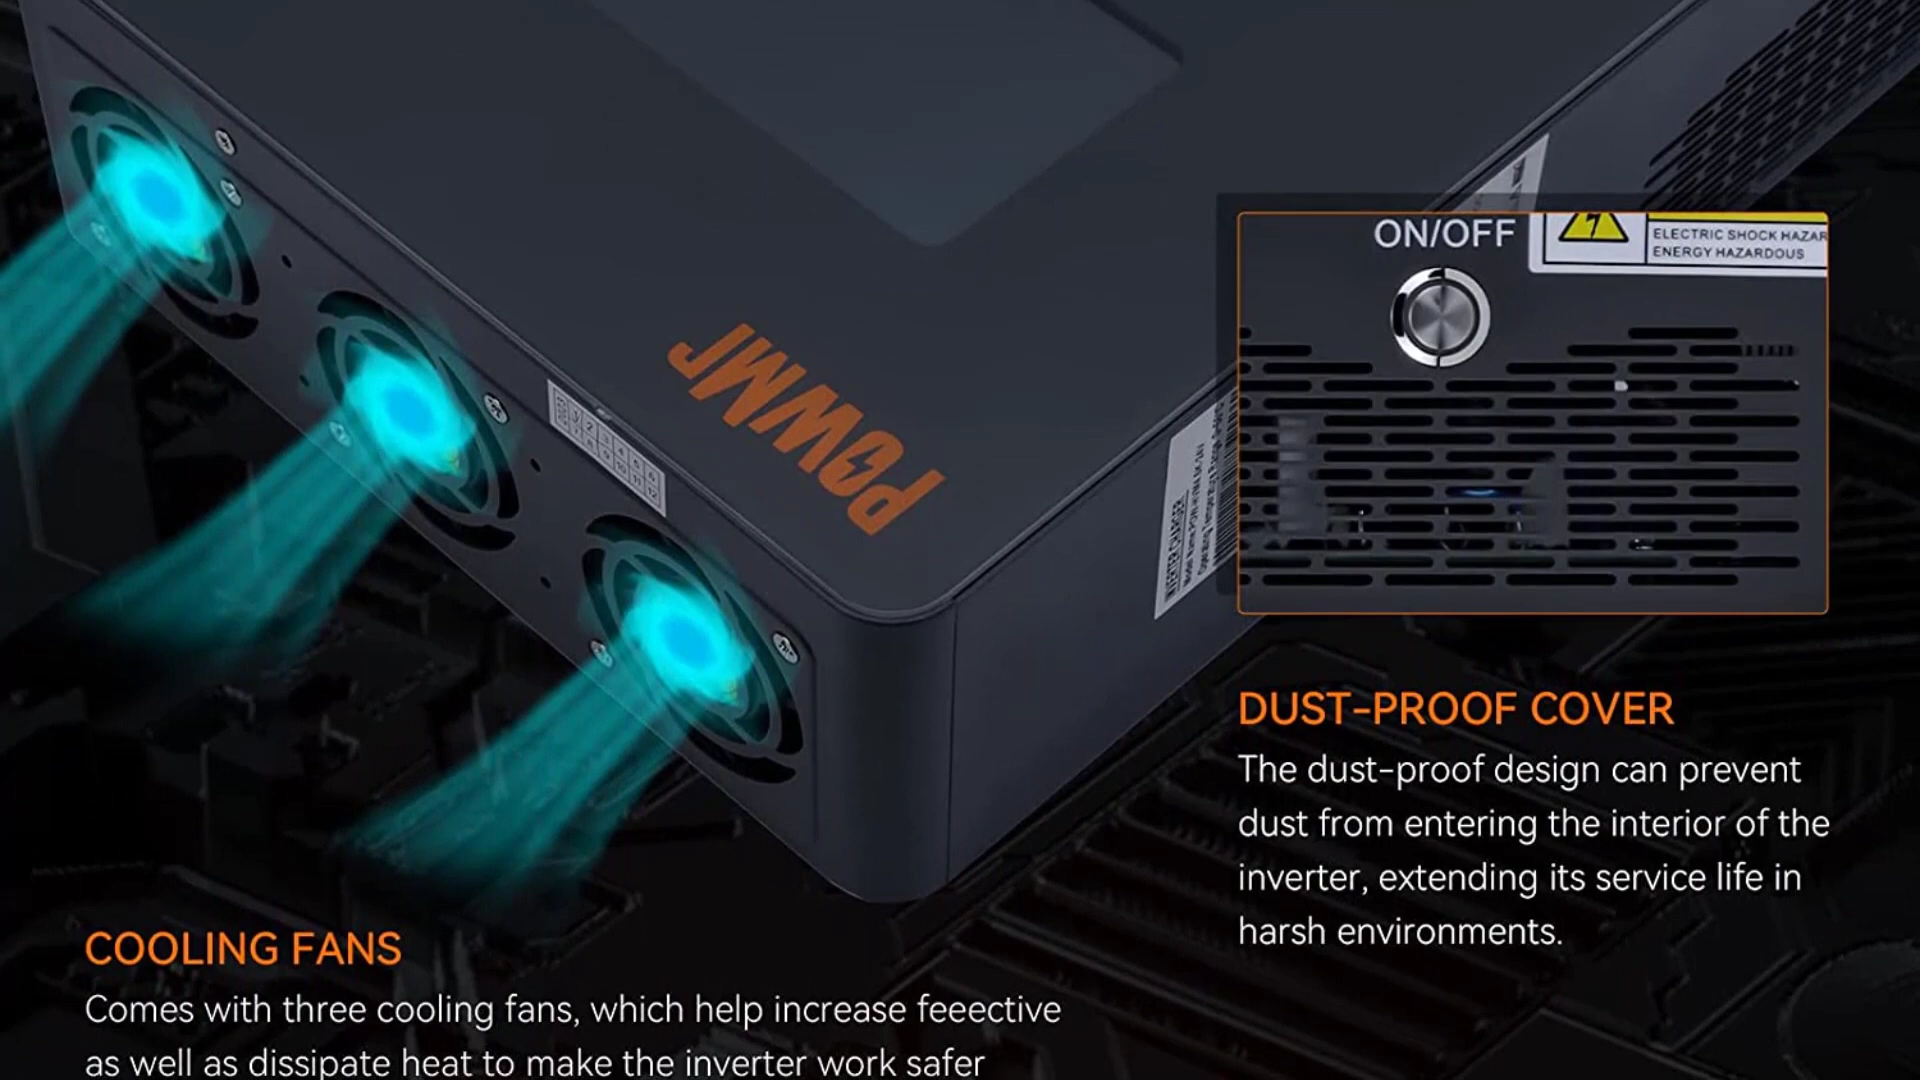 POWMr
ON/OFF
ELECTRIC SHOCK HAZAR
ENERGY HAZARDOUS
INVERTER CHARGER
DUST-PROOF COVER
The dust-proof design can prevent
dust from entering the interior of the
inverter, extending its service life in
harsh environments.
COOLING FANS
Comes with three cooling fans, which help increase feeective
as well as dissipate heat to make the inverter work safer